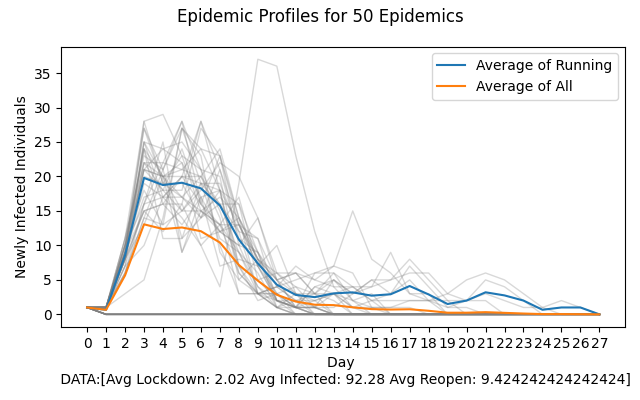 Epidemic Profiles for 50 Epidemics
Average of Running
Average of All
35
30
25
20
15
10
5
0
Newly Infected Individuals
0 1 2 3 4 5 6 7 8 9 10 11 12 13 14 15 16 17 18 19 20 21 22 23 24 25 26 27
Day
DATA:[Avg Lockdown: 2.02 Avg Infected: 92.28 Avg Reopen: 9.424242424242424]